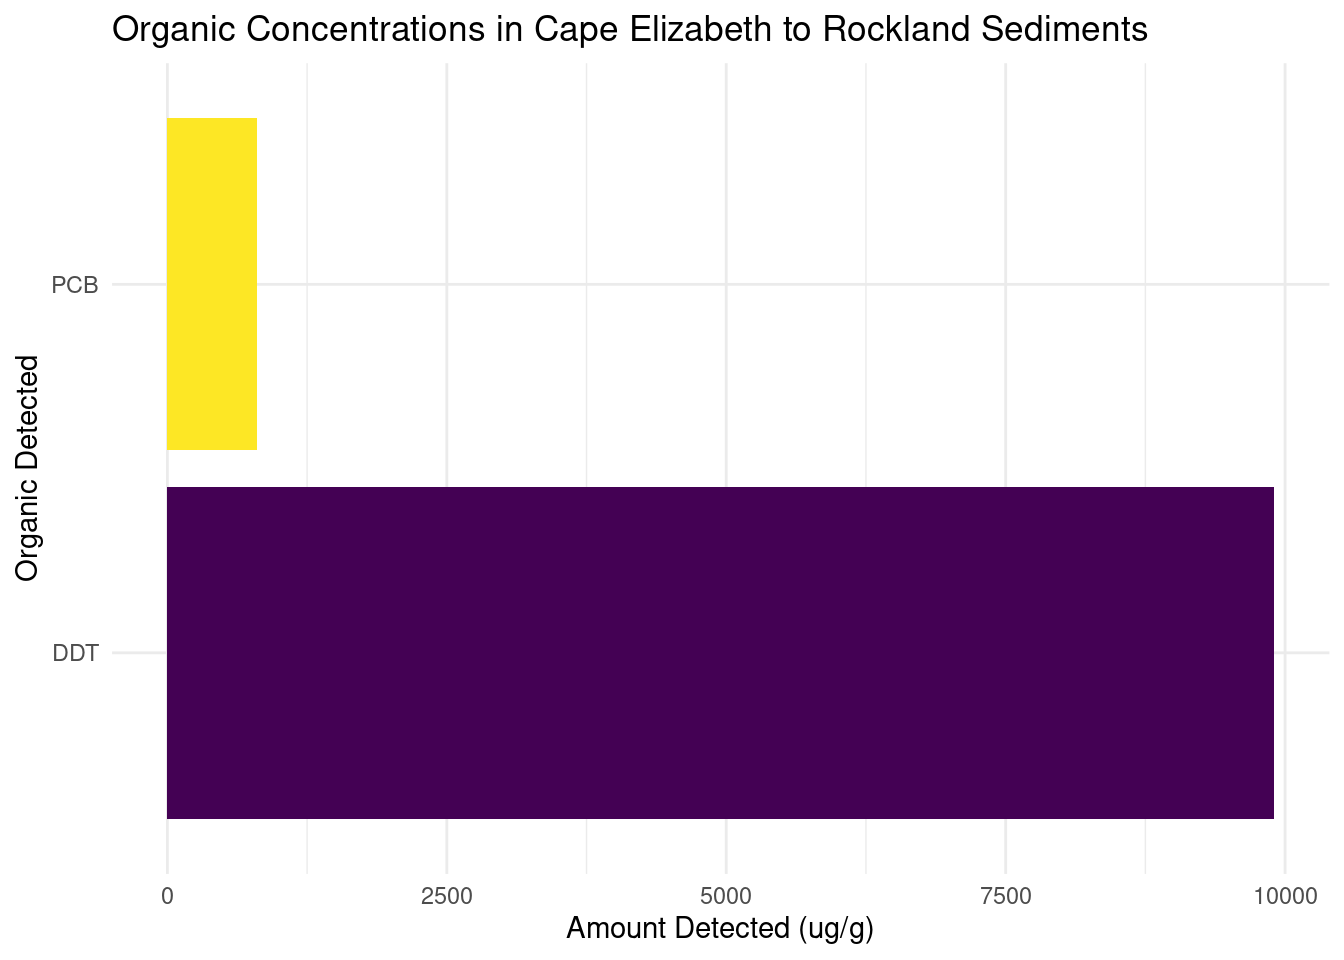 Organic Concentrations in Cape Elizabeth to Rockland Sediments
Organic Detected
PCB
DDT
0 2500 5000 7500 10000
Amount Detected (ug/g)